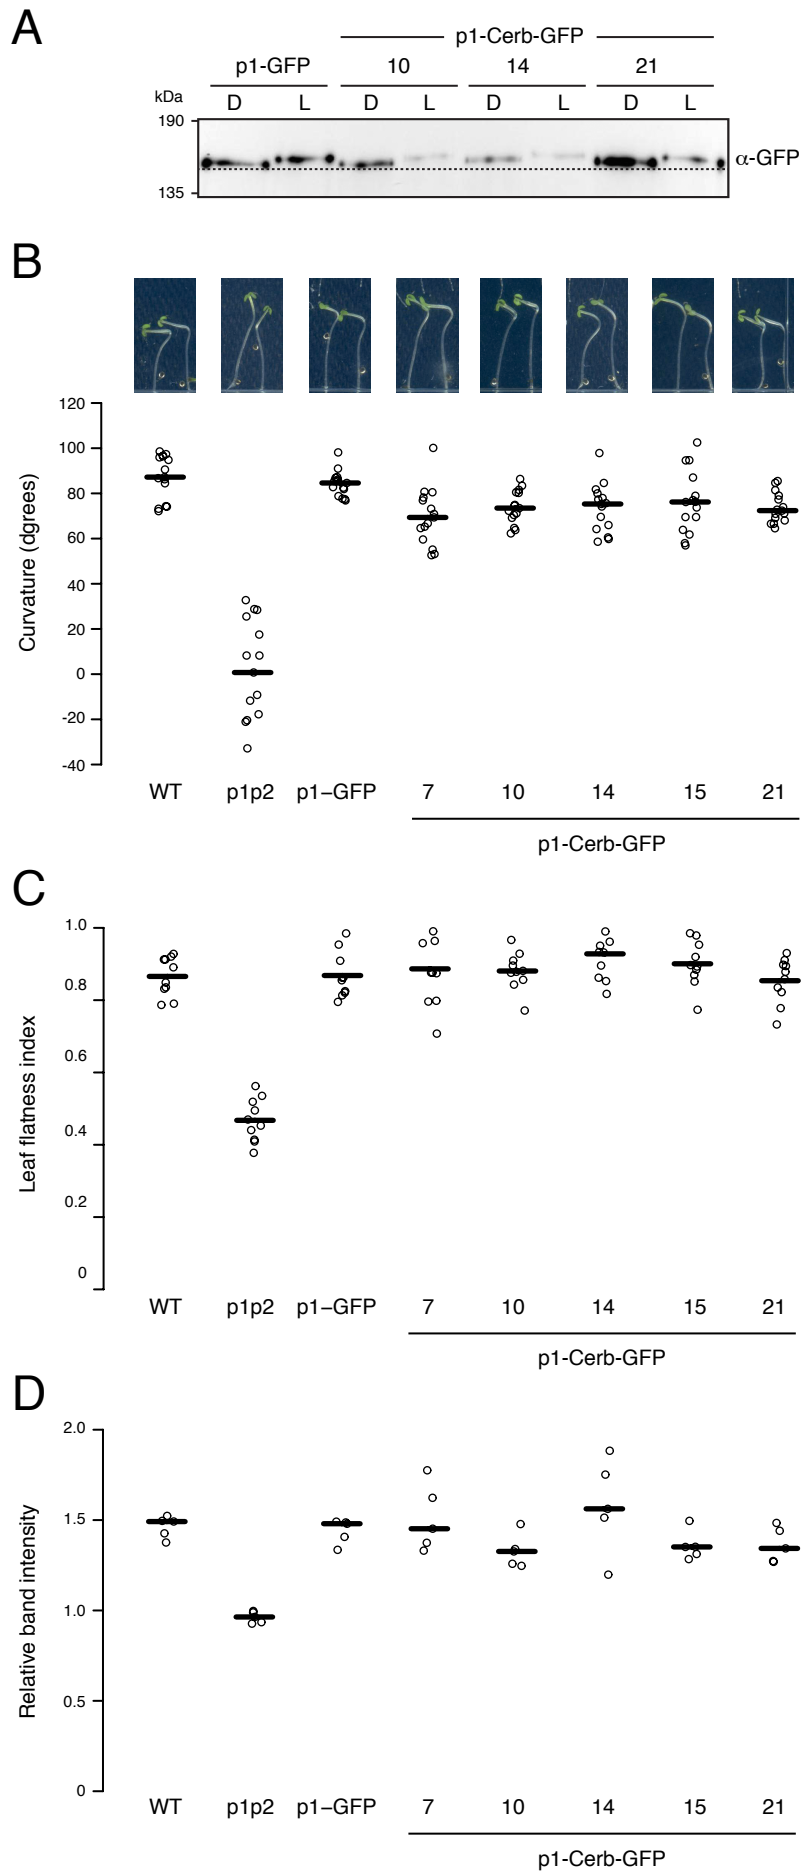 A
p1-Cerb-GFP
p1-GFP 10 14 21
kDa D L D L D L D L
190
α-GFP
135
B
120
100
80
60
40
20
0
-20
-40
Curvature (dgrees)
WT p1p2 p1–GFP 7 10 14 15 21
p1-Cerb-GFP
C
1.0
0.8
0.6
0.4
0.2
0
Leaf flatness index
WT p1p2 p1–GFP 7 10 14 15 21
p1-Cerb-GFP
D
2.0
1.5
1.0
0.5
0
Relative band intensity
WT p1p2 p1–GFP 7 10 14 15 21
p1-Cerb-GFP